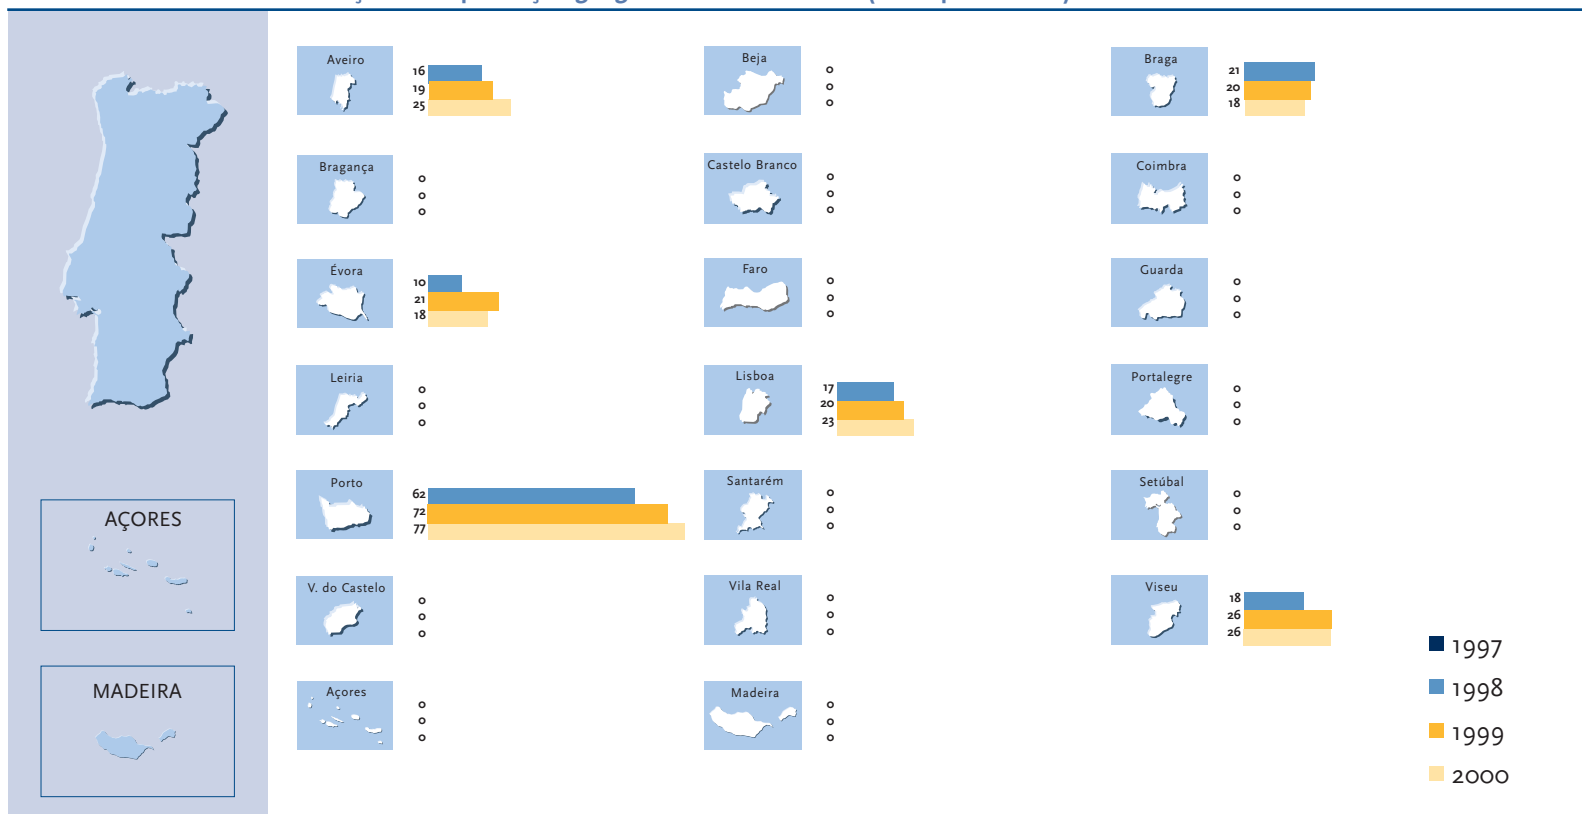 Aveiro
16
19
25
Beja
0
0
0
Braga
21
20
18
Bragança
0
0
0
Castelo Branco
0
0
0
Coimbra
0
0
0
Évora
10
21
18
Faro
0
0
0
Guarda
0
0
0
Leiria
0
0
0
Lisboa
17
20
23
Portalegre
0
0
0
Porto
62
72
77
Santarém
0
0
0
Setúbal
0
0
0
V. do Castelo
0
0
0
Vila Real
0
0
0
Viseu
18
26
26
Açores
0
0
0
Madeira
0
0
0
AÇORES
MADEIRA
1997
1998
1999
2000